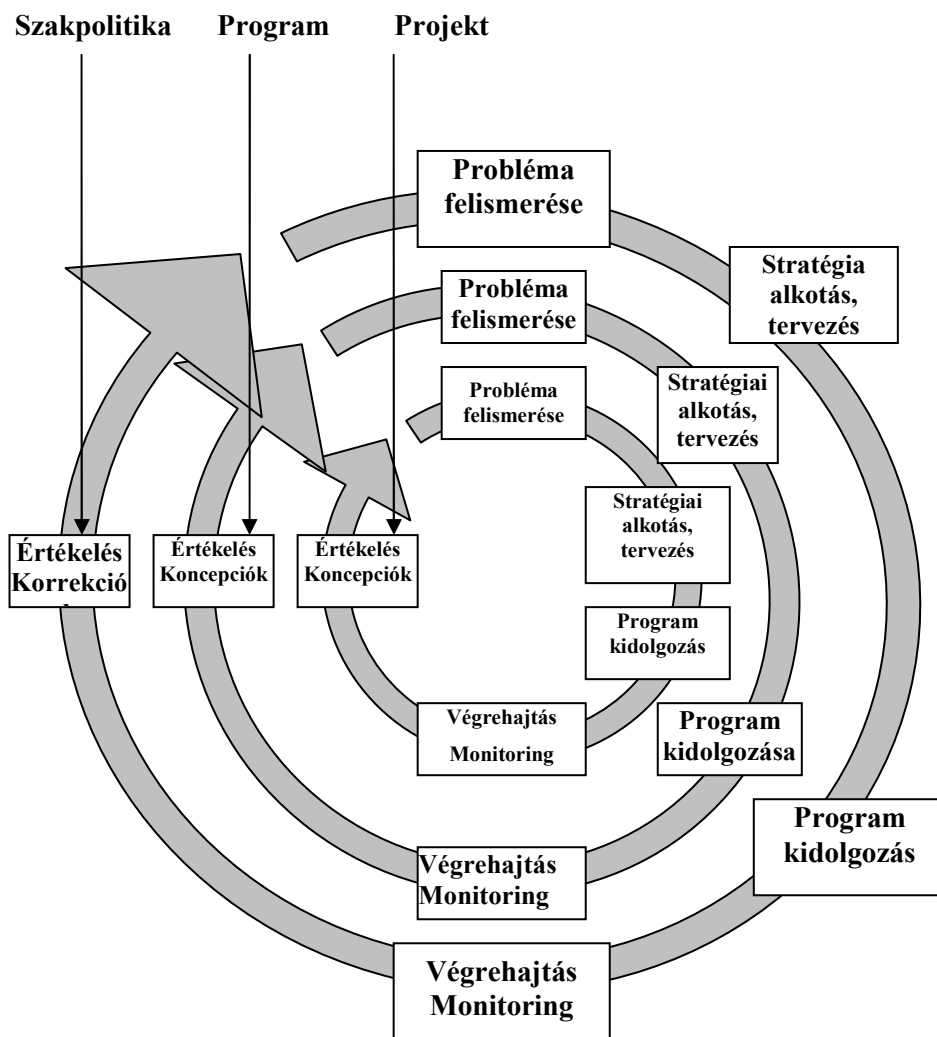 Szakpolitika Program Projekt
Probléma
felismerése
Stratégia
alkotás,
tervezés
Probléma
felismerése
Stratégiai
alkotás,
tervezés
Probléma
felismerése
Stratégiai
alkotás,
tervezés
Értékelés
Korrekció
Értékelés
Koncepciók
Értékelés
Koncepciók
Program
kidolgozás
Végrehajtás
Monitoring
Program
kidolgozása
Program
kidolgozás
Végrehajtás
Monitoring
Végrehajtás
Monitoring